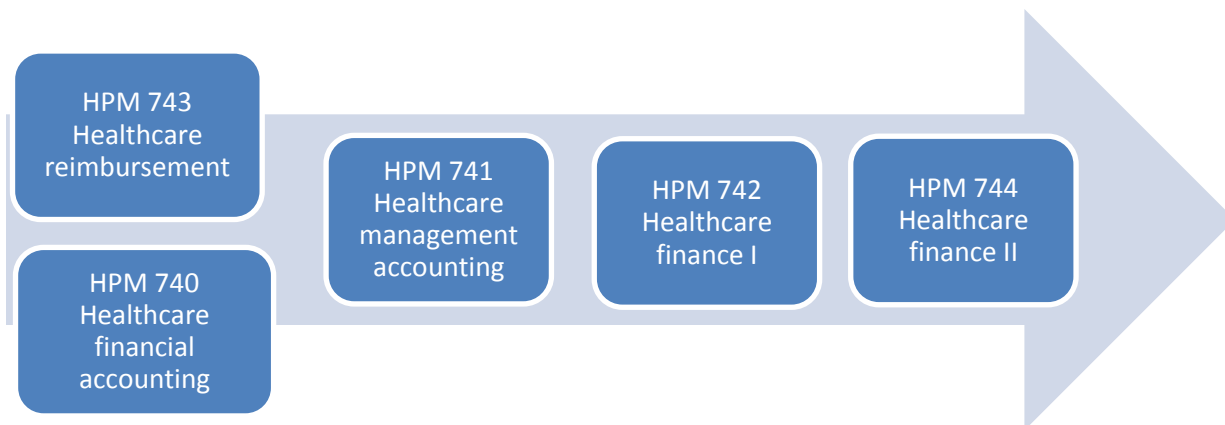 HPM 743
Healthcare
reimbursement
HPM 740
Healthcare
financial
accounting
HPM 741
Healthcare
management
accounting
HPM 742
Healthcare
finance I
HPM 744
Healthcare
finance II